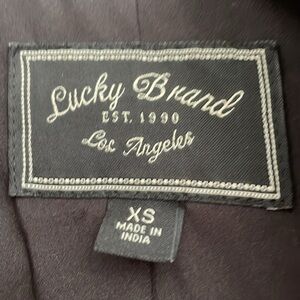 Lucky Brand
EST. 1990
Los Angeles
XS
MADE IN
INDIA